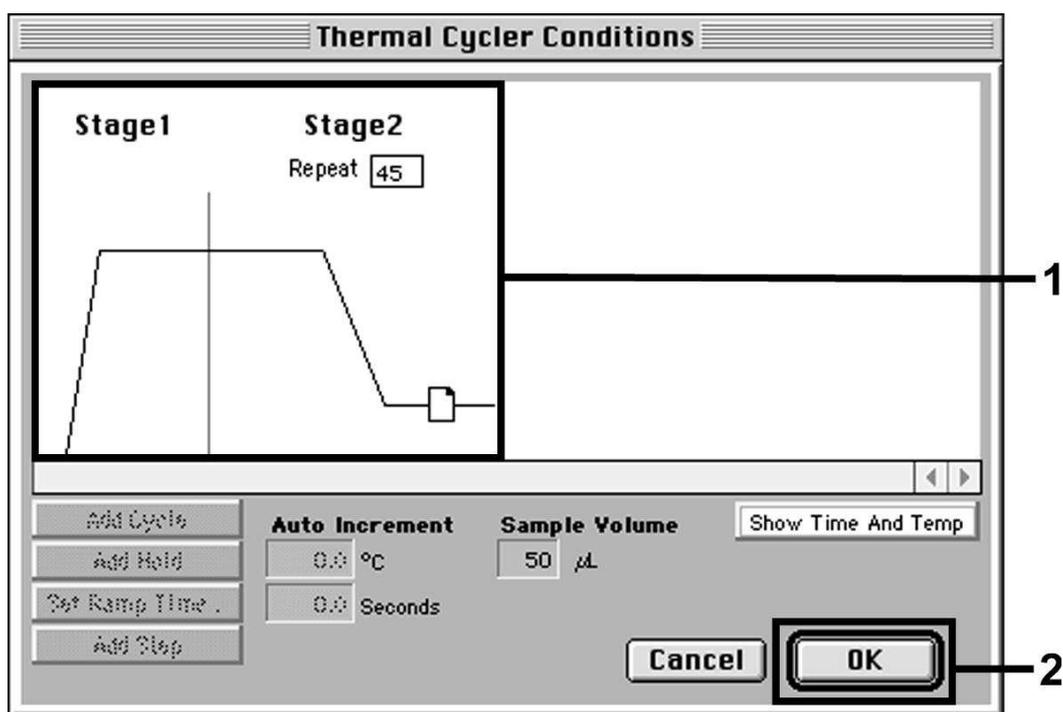 Thermal Cycler Conditions
Stage1 Stage2
Repeat 45
1
Add Cycle
Add Hold
Set Ramp Time .
Add Step
Auto Increment
0.0 °C
0.0 Seconds
Sample Volume
50 µL
Show Time And Temp
Cancel OK
2